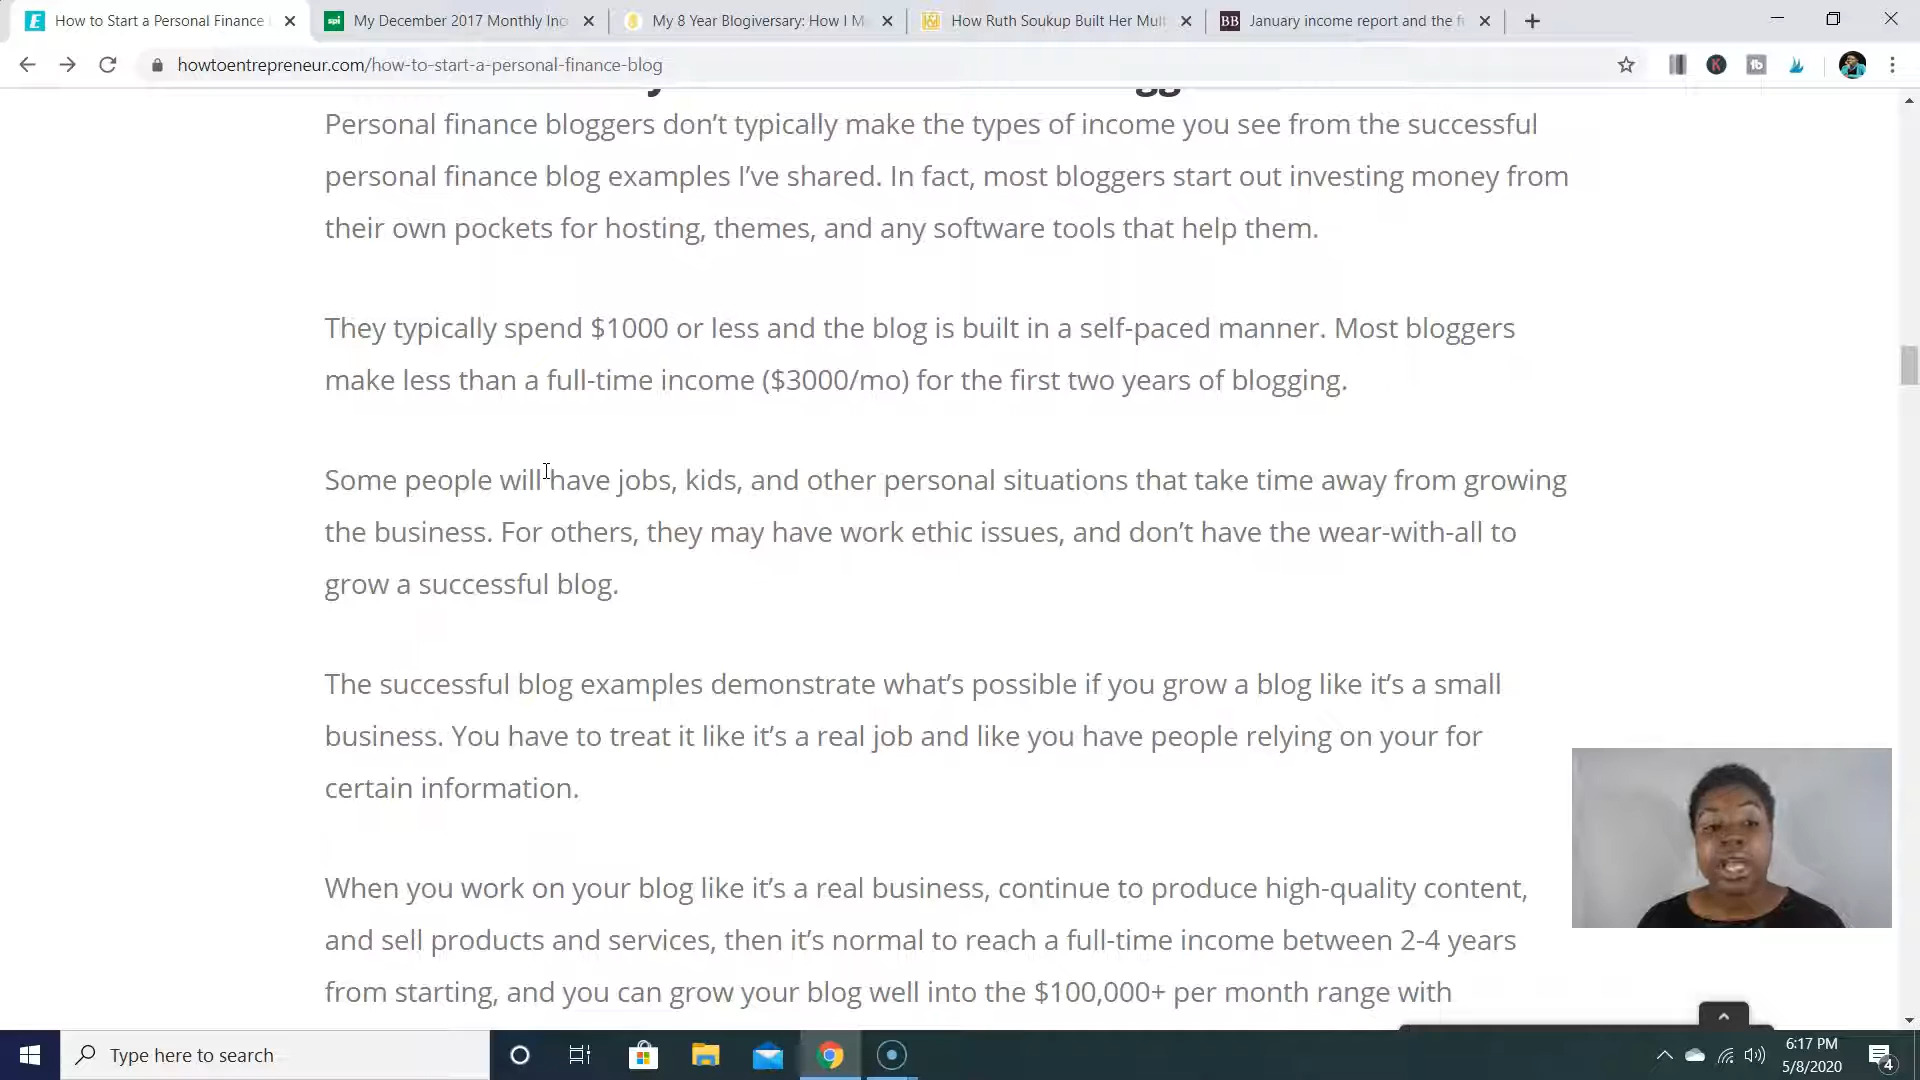 How to Start a Personal Finance
My December 2017 Monthly Inc
My 8 Year Blogiversary: How I M
How Ruth Soukup Built Her Mult
January income report and the f
howtoentrepreneur.com/how-to-start-a-personal-finance-blog
Personal finance bloggers don't typically make the types of income you see from the successful
personal finance blog examples I've shared. In fact, most bloggers start out investing money from
their own pockets for hosting, themes, and any software tools that help them.
They typically spend $1000 or less and the blog is built in a self-paced manner. Most bloggers
make less than a full-time income ($3000/mo) for the first two years of blogging.
Some people will have jobs, kids, and other personal situations that take time away from growing
the business. For others, they may have work ethic issues, and don't have the wear-with-all to
grow a successful blog.
The successful blog examples demonstrate what's possible if you grow a blog like it's a small
business. You have to treat it like it's a real job and like you have people relying on your for
certain information.
When you work on your blog like it's a real business, continue to produce high-quality content,
and sell products and services, then it's normal to reach a full-time income between 2-4 years
from starting, and you can grow your blog well into the $100,000+ per month range with
Type here to search
6:17 PM
5/8/2020
4